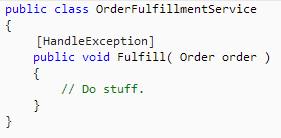 public class OrderFulfillmentService
{
    [HandleException]
    public void Fulfill( Order order )
    {
        // Do stuff.
    }
}